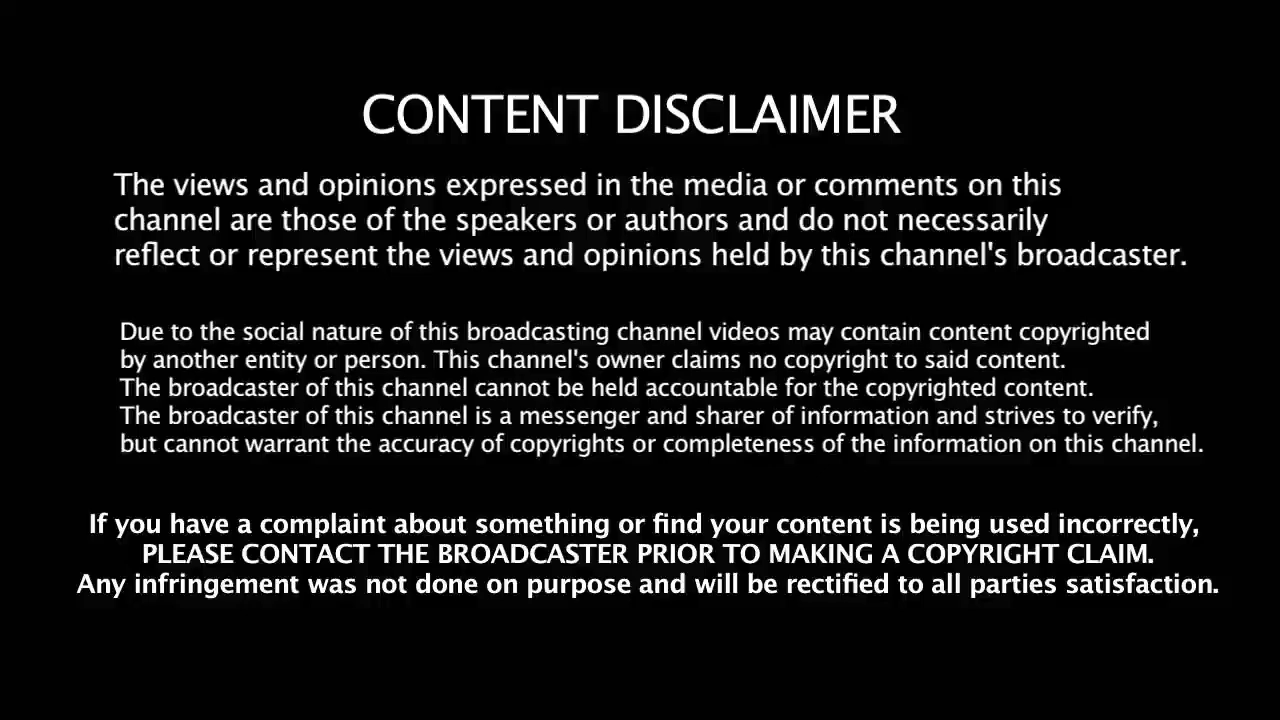 CONTENT DISCLAIMER
The views and opinions expressed in the media or comments on this
channel are those of the speakers or authors and do not necessarily
reflect or represent the views and opinions held by this channel's broadcaster.
Due to the social nature of this broadcasting channel videos may contain content copyrighted
by another entity or person. This channel's owner claims no copyright to said content.
The broadcaster of this channel cannot be held accountable for the copyrighted content.
The broadcaster of this channel is a messenger and sharer of information and strives to verify,
but cannot warrant the accuracy of copyrights or completeness of the information on this channel.
If you have a complaint about something or find your content is being used incorrectly,
PLEASE CONTACT THE BROADCASTER PRIOR TO MAKING A COPYRIGHT CLAIM.
Any infringement was not done on purpose and will be rectified to all parties satisfaction.